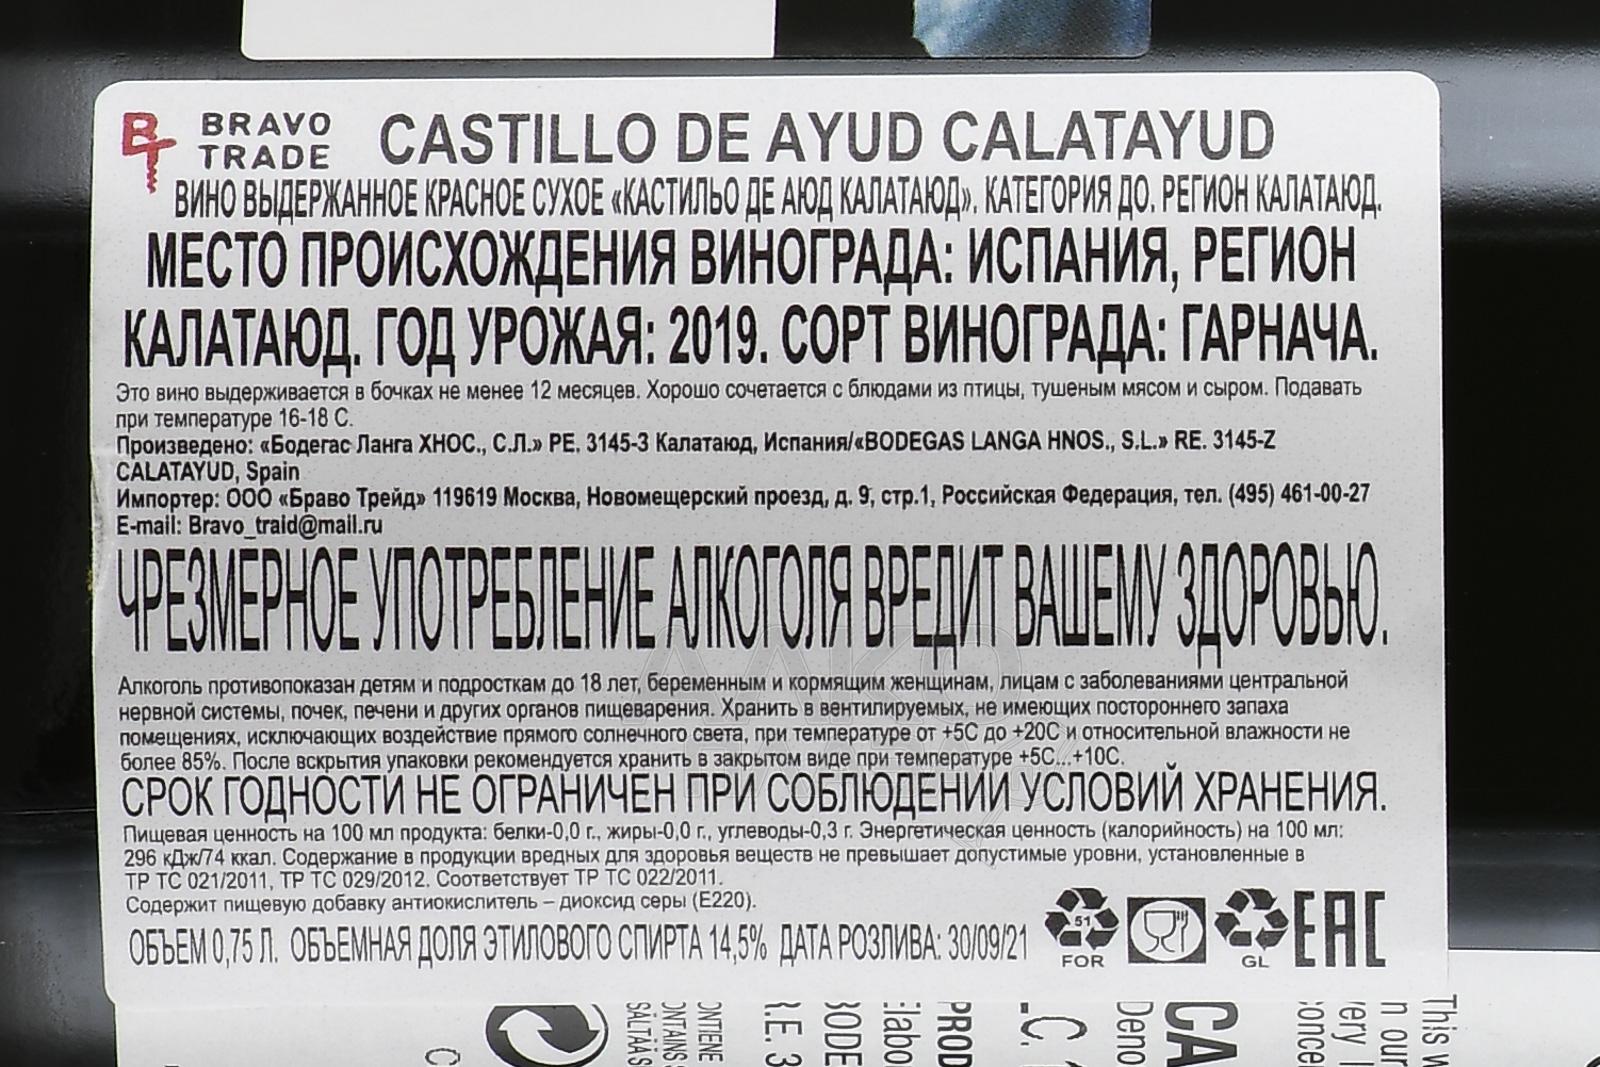 BRAVO
TRADE
CASTILLO DE AYUD CALATAYUD
ВИНО ВЫДЕРЖАННОЕ КРАСНОЕ СУХОЕ «КАСТИЛЬО ДЕ АЮД КАЛАТАЮД». КАТЕГОРИЯ ДО. РЕГИОН КАЛАТАЮД.
МЕСТО ПРОИСХОЖДЕНИЯ ВИНОГРАДА: ИСПАНИЯ, РЕГИОН
КАЛАТАЮД. ГОД УРОЖАЯ: 2019. СОРТ ВИНОГРАДА: ГАРНАЧА.
Это вино выдерживается в бочках не менее 12 месяцев. Хорошо сочетается с блюдами из птицы, тушеным мясом и сыром. Подавать
при температуре 16-18 С.
Произведено: «Бодегас Ланга ХНОС., С.Л.» РЕ. 3145-З Калатаюд, Испания/«BODEGAS LANGA HNOS., S.L.» RE. 3145-Z
CALATAYUD, Spain
Импортер: ООО «Браво Трейд» 119619 Москва, Новомещерский проезд, д. 9, стр.1, Российская Федерация, тел. (495) 461-00-27
E-mail: Bravo_traid@mail.ru
ЧРЕЗМЕРНОЕ УПОТРЕБЛЕНИЕ АЛКОГОЛЯ ВРЕДИТ ВАШЕМУ ЗДОРОВЬЮ.
Алкоголь противопоказан детям и подросткам до 18 лет, беременным и кормящим женщинам, лицам с заболеваниями центральной
нервной системы, почек, печени и других органов пищеварения. Хранить в вентилируемых, не имеющих постороннего запаха
помещениях, исключающих воздействие прямого солнечного света, при температуре от +5С до +20С и относительной влажности не
более 85%. После вскрытия упаковки рекомендуется хранить в закрытом виде при температуре +5С...+10С.
СРОК ГОДНОСТИ НЕ ОГРАНИЧЕН ПРИ СОБЛЮДЕНИИ УСЛОВИЙ ХРАНЕНИЯ.
Пищевая ценность на 100 мл продукта: белки-0,0 г., жиры-0,0 г., углеводы-0,3 г. Энергетическая ценность (калорийность) на 100 мл:
296 кДж/74 ккал. Содержание в продукции вредных для здоровья веществ не превышает допустимые уровни, установленные в
ТР ТС 021/2011, ТР ТС 029/2012. Соответствует ТР ТС 022/2011.
Содержит пищевую добавку антиокислитель – диоксид серы (Е220).
ОБЪЕМ 0,75 Л. ОБЪЕМНАЯ ДОЛЯ ЭТИЛОВОГО СПИРТА 14,5% ДАТА РОЗЛИВА: 30/09/21
51
FOR
GL
EAC
This